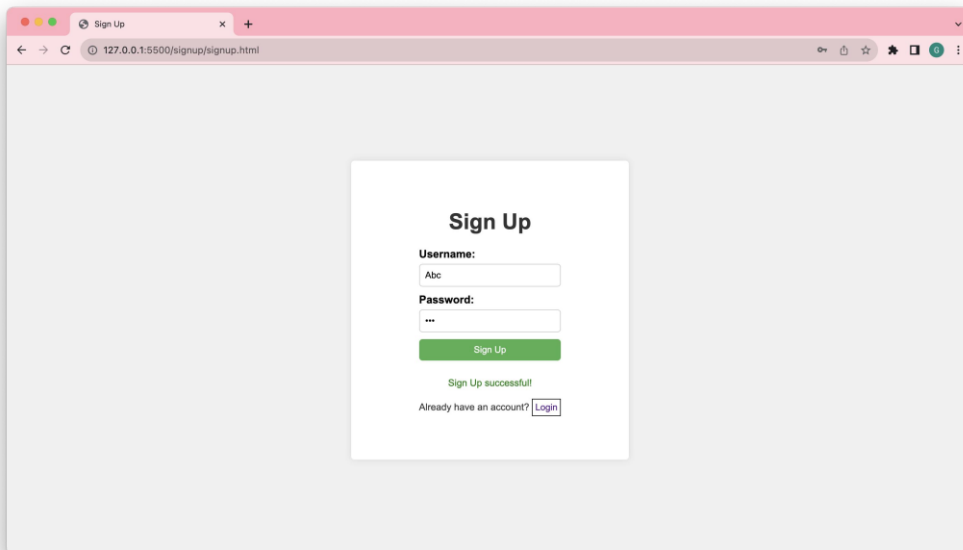 Sign Up
127.0.0.1:5500/signup/signup.html
G
Sign Up
Username:
Abc
Password:
•••
Sign Up
Sign Up successful!
Already have an account? Login